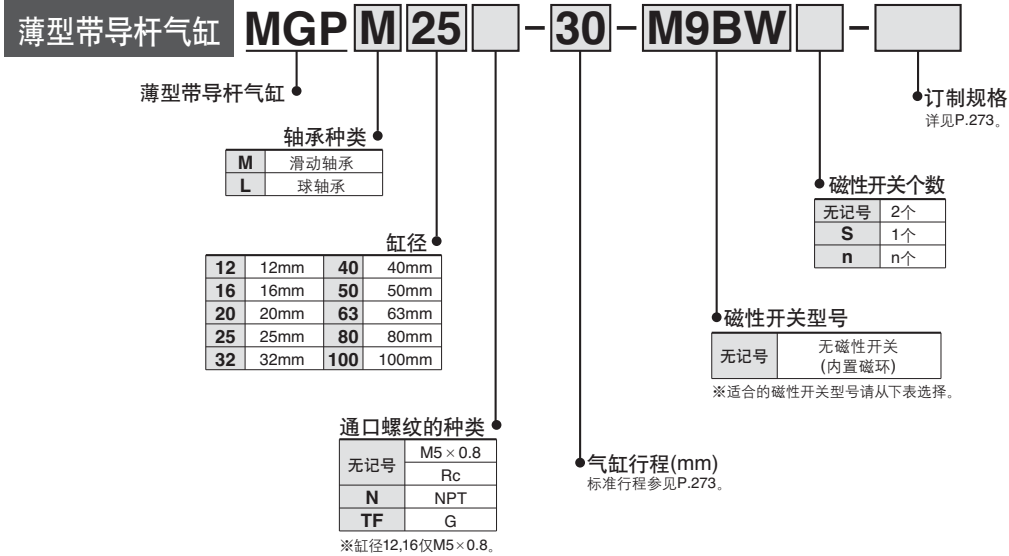 薄型带导杆气缸 MGP M 25 - 30 - M9BW -
薄型带导杆气缸
订制规格
详见P.273。
轴承种类
M 滑动轴承
L 球轴承
磁性开关个数
无记号 2个
S 1个
n n个
缸径
12 12mm 40 40mm
16 16mm 50 50mm
20 20mm 63 63mm
25 25mm 80 80mm
32 32mm 100 100mm
磁性开关型号
无记号 无磁性开关
(内置磁环)
※适合的磁性开关型号请从下表选择。
通口螺纹的种类
无记号 M5×0.8
Rc
N NPT
TF G
※缸径12,16仅M5×0.8。
气缸行程(mm)
标准行程参见P.273。